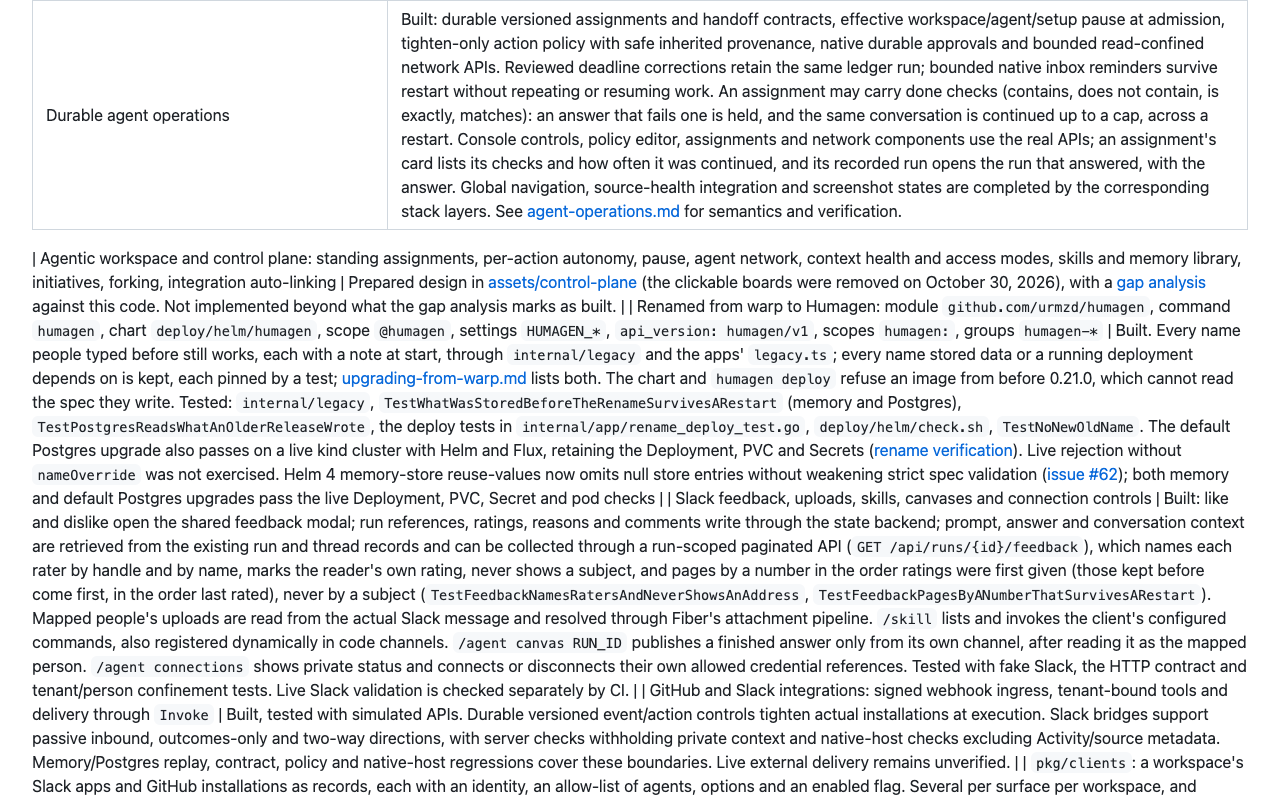 Durable agent operations
Built: durable versioned assignments and handoff contracts, effective workspace/agent/setup pause at admission,
tighten-only action policy with safe inherited provenance, native durable approvals and bounded read-confined
network APIs. Reviewed deadline corrections retain the same ledger run; bounded native inbox reminders survive
restart without repeating or resuming work. An assignment may carry done checks (contains, does not contain, is
exactly, matches): an answer that fails one is held, and the same conversation is continued up to a cap, across a
restart. Console controls, policy editor, assignments and network components use the real APIs; an assignment's
card lists its checks and how often it was continued, and its recorded run opens the run that answered, with the
answer. Global navigation, source-health integration and screenshot states are completed by the corresponding
stack layers. See agent-operations.md for semantics and verification.
| Agentic workspace and control plane: standing assignments, per-action autonomy, pause, agent network, context health and access modes, skills and memory library,
initiatives, forking, integration auto-linking | Prepared design in assets/control-plane (the clickable boards were removed on October 30, 2026), with a gap analysis
against this code. Not implemented beyond what the gap analysis marks as built. | | Renamed from warp to Humagen: module github.com/urmzd/humagen , command
humagen , chart deploy/helm/humagen , scope @humagen , settings HUMAGEN_* , api_version: humagen/v1 , scopes humagen: , groups humagen-* | Built. Every name
people typed before still works, each with a note at start, through internal/legacy and the apps' legacy.ts ; every name stored data or a running deployment
depends on is kept, each pinned by a test; upgrading-from-warp.md lists both. The chart and humagen deploy refuse an image from before 0.21.0, which cannot read
the spec they write. Tested: internal/legacy , TestWhatWasStoredBeforeTheRenameSurvivesARestart (memory and Postgres),
TestPostgresReadsWhatAnOlderReleaseWrote , the deploy tests in internal/app/rename_deploy_test.go , deploy/helm/check.sh , TestNoNewOldName . The default
Postgres upgrade also passes on a live kind cluster with Helm and Flux, retaining the Deployment, PVC and Secrets (rename verification). Live rejection without
nameOverride was not exercised. Helm 4 memory-store reuse-values now omits null store entries without weakening strict spec validation (issue #62); both memory
and default Postgres upgrades pass the live Deployment, PVC, Secret and pod checks | | Slack feedback, uploads, skills, canvases and connection controls | Built: like
and dislike open the shared feedback modal; run references, ratings, reasons and comments write through the state backend; prompt, answer and conversation context
are retrieved from the existing run and thread records and can be collected through a run-scoped paginated API ( GET /api/runs/{id}/feedback ), which names each
rater by handle and by name, marks the reader's own rating, never shows a subject, and pages by a number in the order ratings were first given (those kept before
come first, in the order last rated), never by a subject ( TestFeedbackNamesRatersAndNeverShowsAnAddress , TestFeedbackPagesByANumberThatSurvivesARestart ).
Mapped people's uploads are read from the actual Slack message and resolved through Fiber's attachment pipeline. /skill lists and invokes the client's configured
commands, also registered dynamically in code channels. /agent canvas RUN_ID publishes a finished answer only from its own channel, after reading it as the mapped
person. /agent connections shows private status and connects or disconnects their own allowed credential references. Tested with fake Slack, the HTTP contract and
tenant/person confinement tests. Live Slack validation is checked separately by CI. | | GitHub and Slack integrations: signed webhook ingress, tenant-bound tools and
delivery through Invoke | Built, tested with simulated APIs. Durable versioned event/action controls tighten actual installations at execution. Slack bridges support
passive inbound, outcomes-only and two-way directions, with server checks withholding private context and native-host checks excluding Activity/source metadata.
Memory/Postgres replay, contract, policy and native-host regressions cover these boundaries. Live external delivery remains unverified. | | pkg/clients : a workspace's
Slack apps and GitHub installations as records, each with an identity, an allow-list of agents, options and an enabled flag. Several per surface per workspace, and